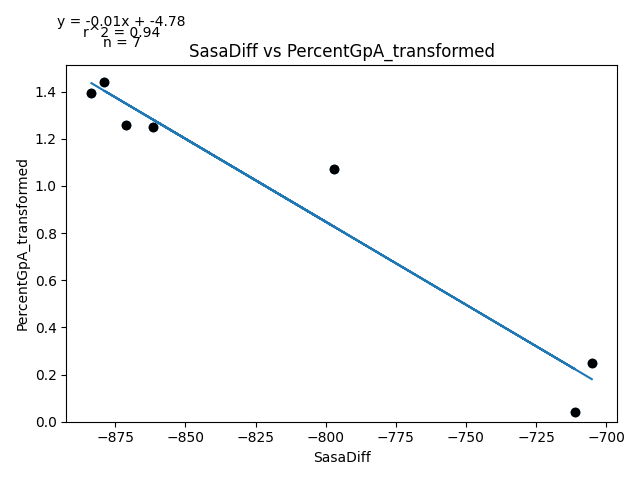 y = -0.01x + -4.78
r^2 = 0.94
n = 7
SasaDiff vs PercentGpA_transformed
1.4
1.2
1.0
0.8
0.6
0.4
0.2
0.0
PercentGpA_transformed
−875
−850
−825
−800
−775
−750
−725
−700
SasaDiff